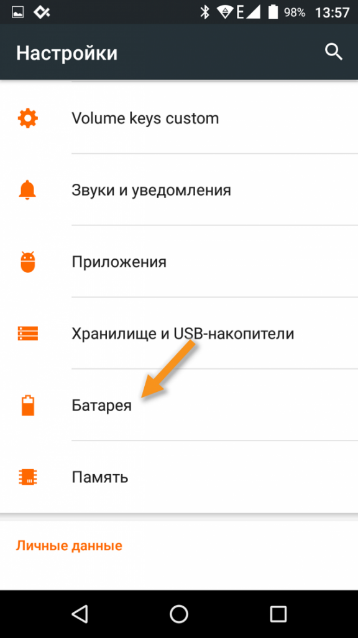 E 98% 13:57
Настройки
Volume keys custom
Звуки и уведомления
Приложения
Хранилище и USB-накопители
Батарея
Память
Личные данные